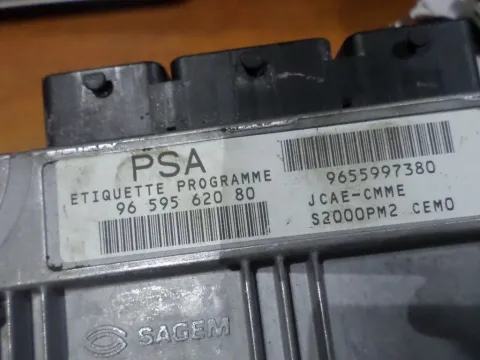 PSA
ETIQUETTE PROGRAMME
96 595 620 80
9655997380
JCAE-CMME
S2000PM2 CEMO
SAGEM